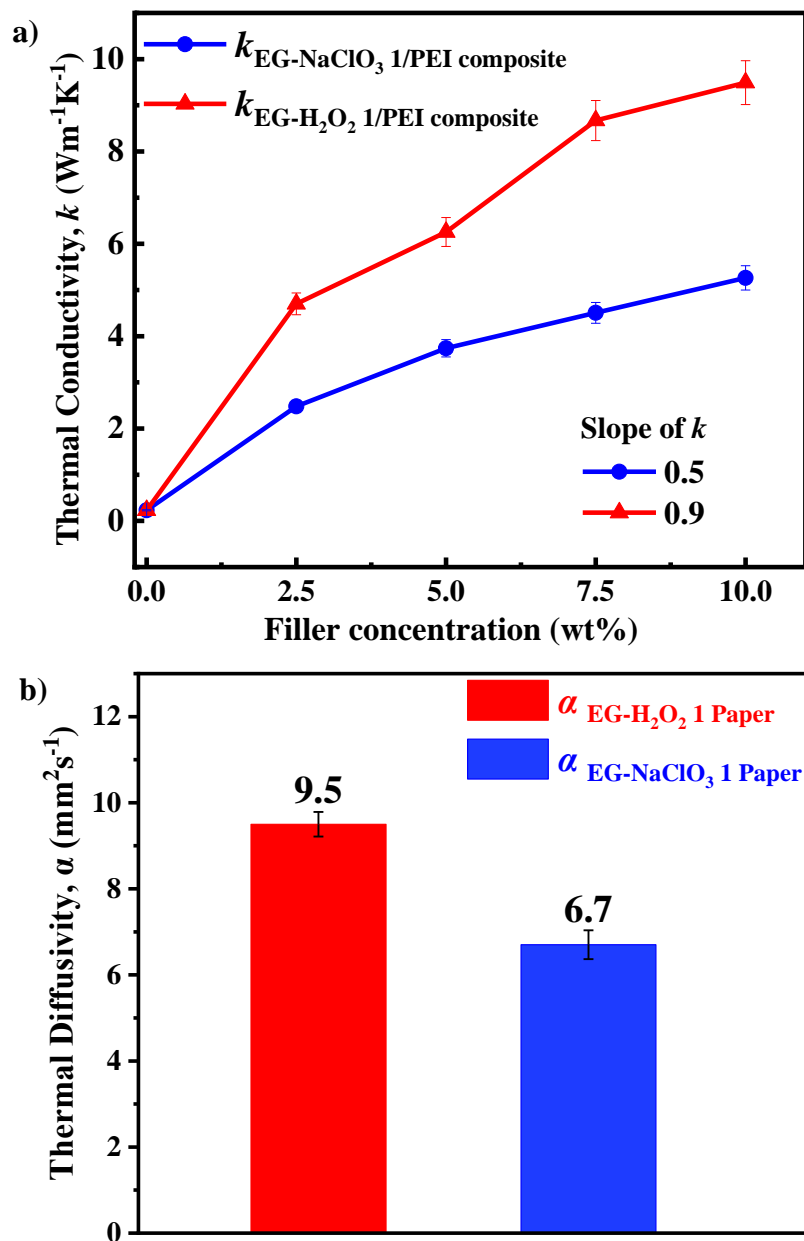 a)
k EG-NaClO₃ 1/PEI composite
k EG-H₂O₂ 1/PEI composite
Thermal Conductivity, k (Wm⁻¹K⁻¹)
10
8
6
4
2
0
Slope of k
0.5
0.9
0.0 2.5 5.0 7.5 10.0
Filler concentration (wt%)
b)
α EG-H₂O₂ 1 Paper
α EG-NaClO₃ 1 Paper
Thermal Diffusivity, α (mm²s⁻¹)
12
10
8
6
4
2
0
9.5
6.7